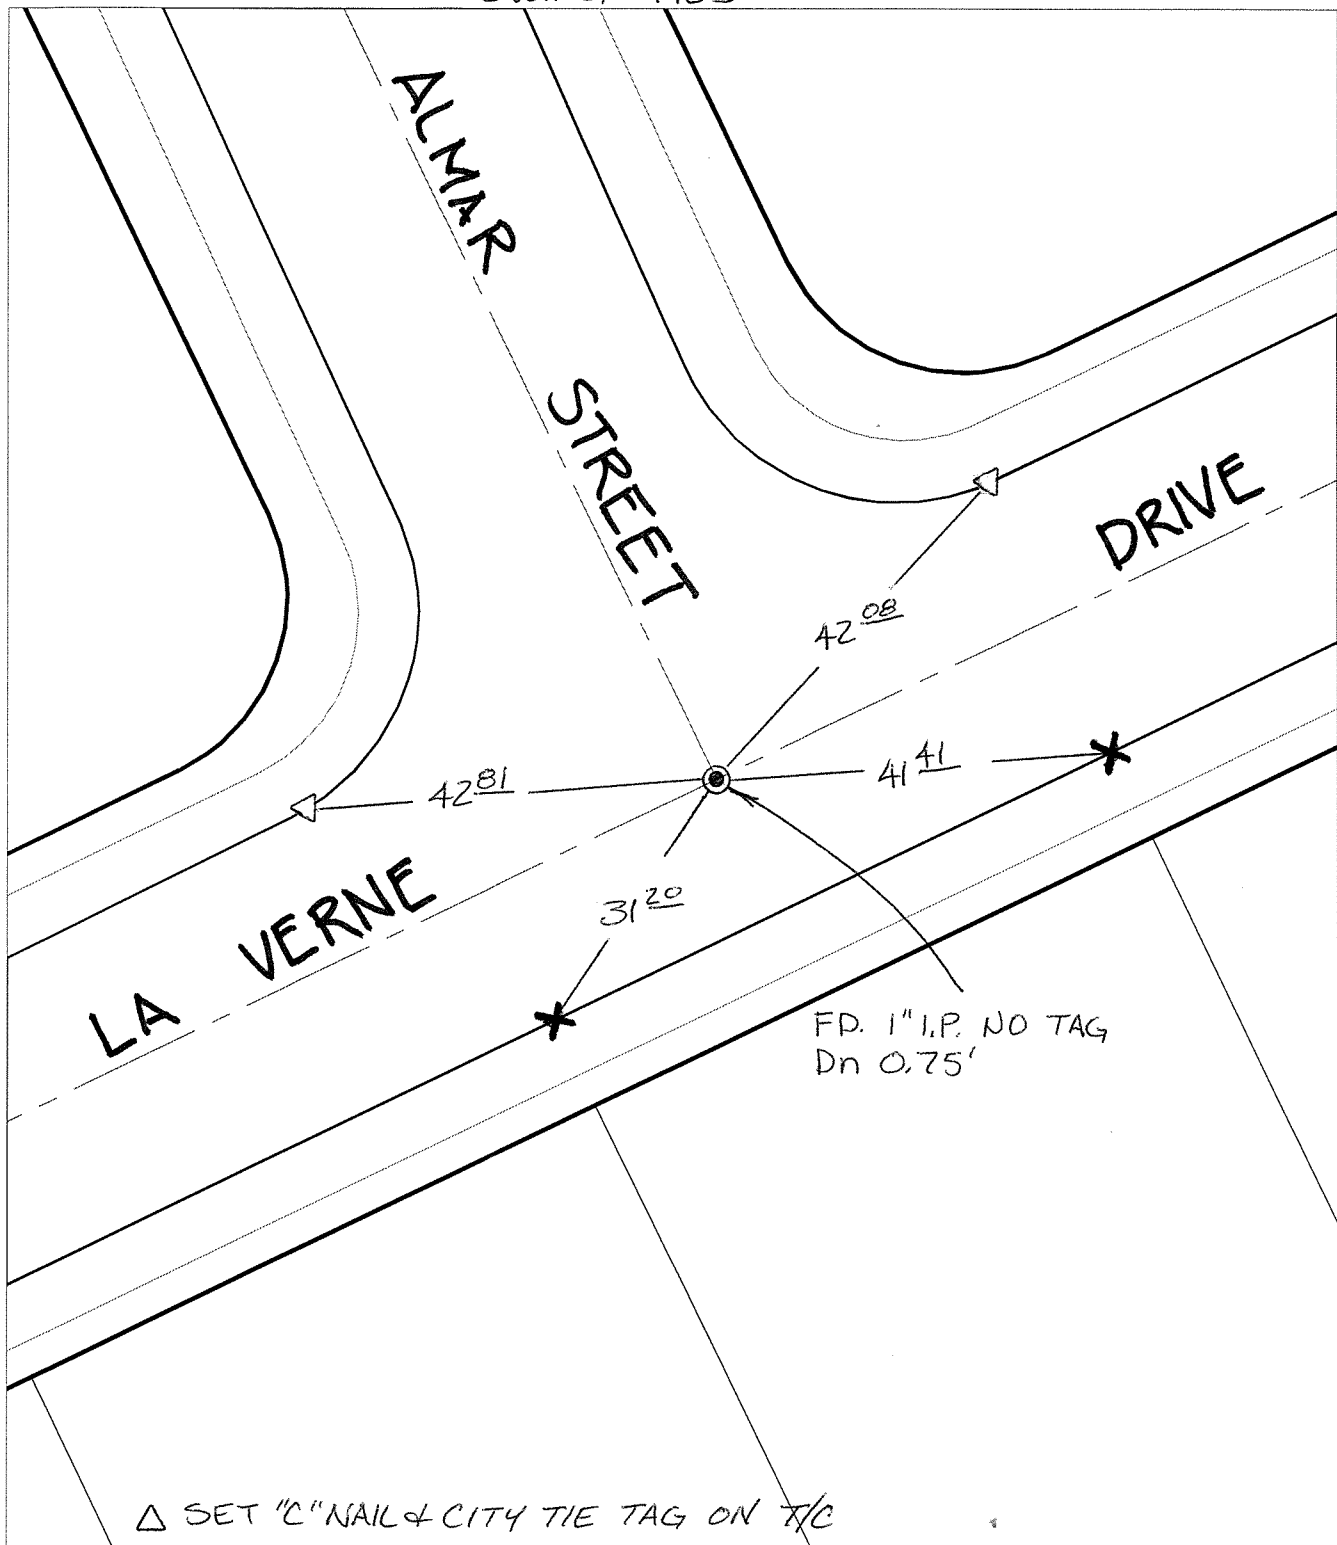 ALMAR STREET
DRIVE
42 08
42 81
41 41
31 20
LA VERNE
FD. 1" I.P. NO TAG
Dn 0.75'
△ SET "C" NAIL & CITY TIE TAG ON T/C